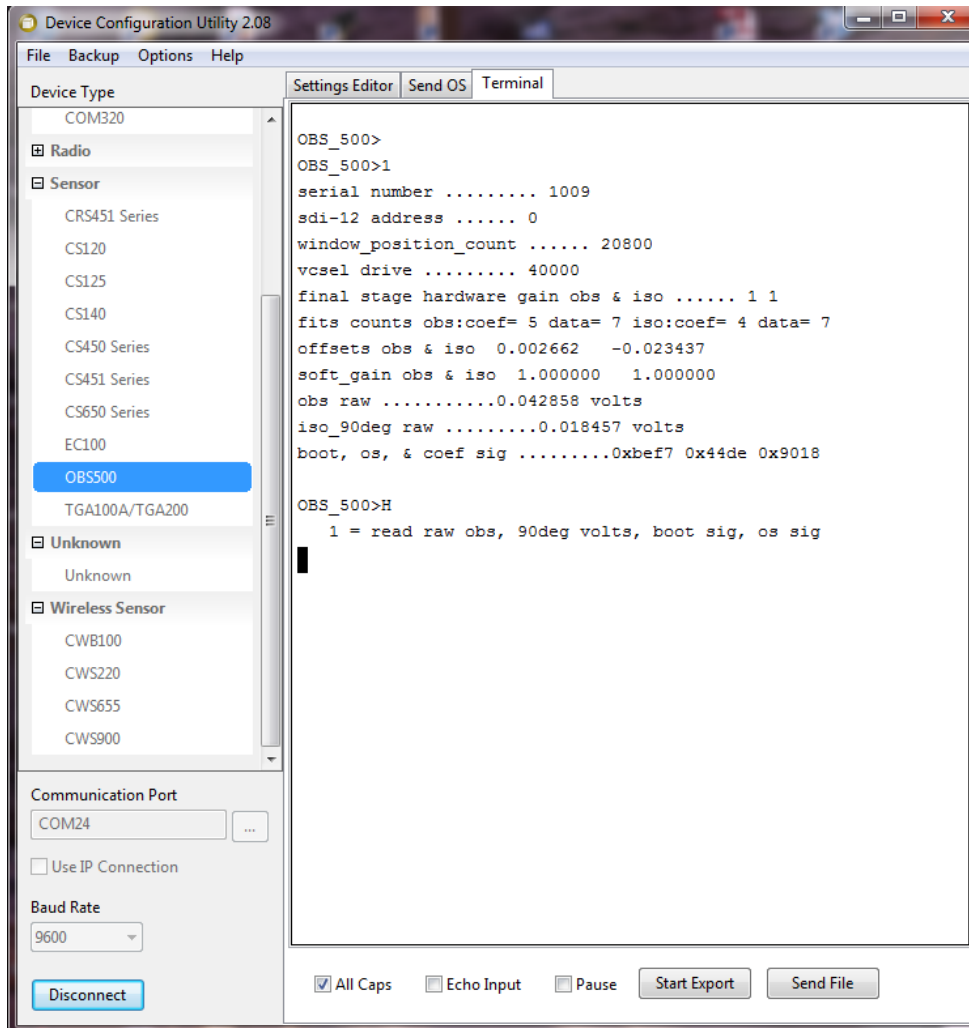 Device Configuration Utility 2.08
File Backup Options Help
Device Type
COM320
Radio
Sensor
CRS451 Series
CS120
CS125
CS140
CS450 Series
CS451 Series
CS650 Series
EC100
OBS500
TGA100A/TGA200
Unknown
Unknown
Wireless Sensor
CWB100
CWS220
CWS655
CWS900
Communication Port
COM24
...
Use IP Connection
Baud Rate
9600
Disconnect
Settings Editor Send OS Terminal
OBS_500>
OBS_500>1
serial number ......... 1009
sdi-12 address ...... 0
window_position_count ...... 20800
vcsel drive ......... 40000
final stage hardware gain obs & iso ...... 1 1
fits counts obs:coef= 5 data= 7 iso:coef= 4 data= 7
offsets obs & iso  0.002662   -0.023437
soft_gain obs & iso  1.000000   1.000000
obs raw ...........0.042858 volts
iso_90deg raw .........0.018457 volts
boot, os, & coef sig .........0xbef7 0x44de 0x9018
OBS_500>H
1 = read raw obs, 90deg volts, boot sig, os sig
All Caps Echo Input Pause Start Export Send File